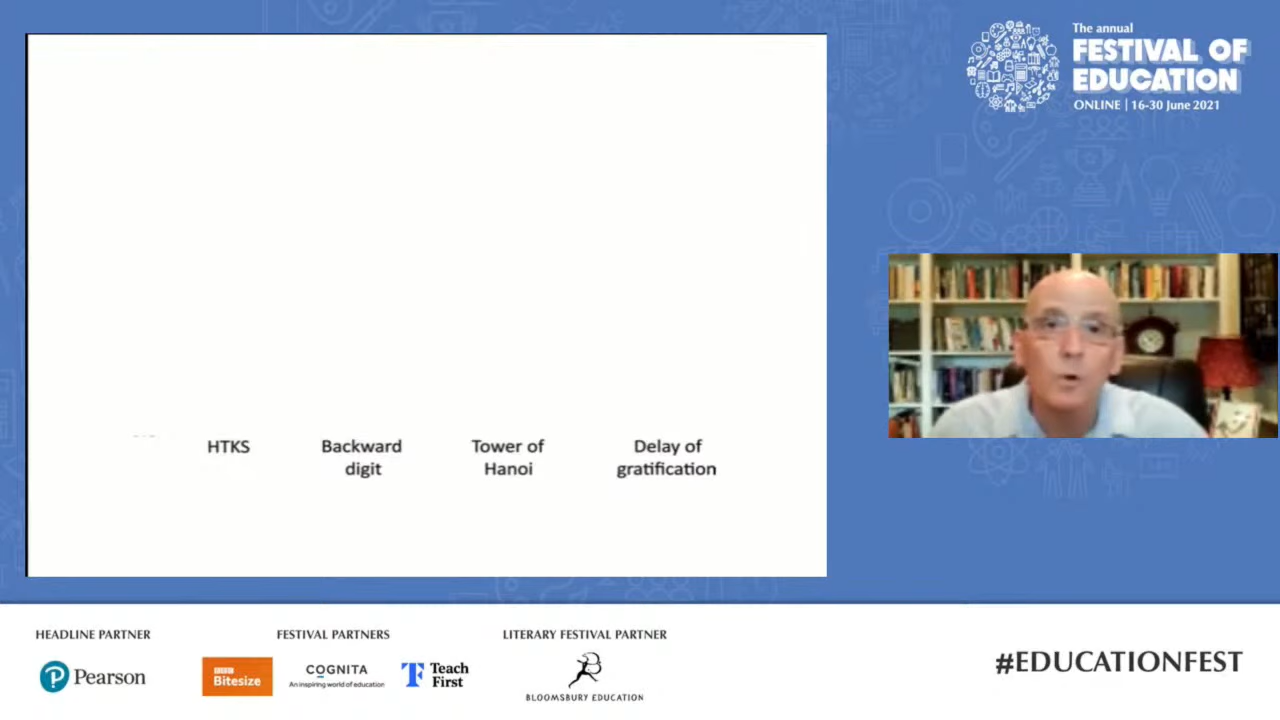 The annual
FESTIVAL OF
EDUCATION
ONLINE | 16-30 June 2021
HTKS
Backward
digit
Tower of
Hanoi
Delay of
gratification
HEADLINE PARTNER
Pearson
FESTIVAL PARTNERS
BBC
Bitesize
COGNITA
An inspiring world of education
Teach
First
LITERARY FESTIVAL PARTNER
BLOOMSBURY EDUCATION
#EDUCATIONFEST